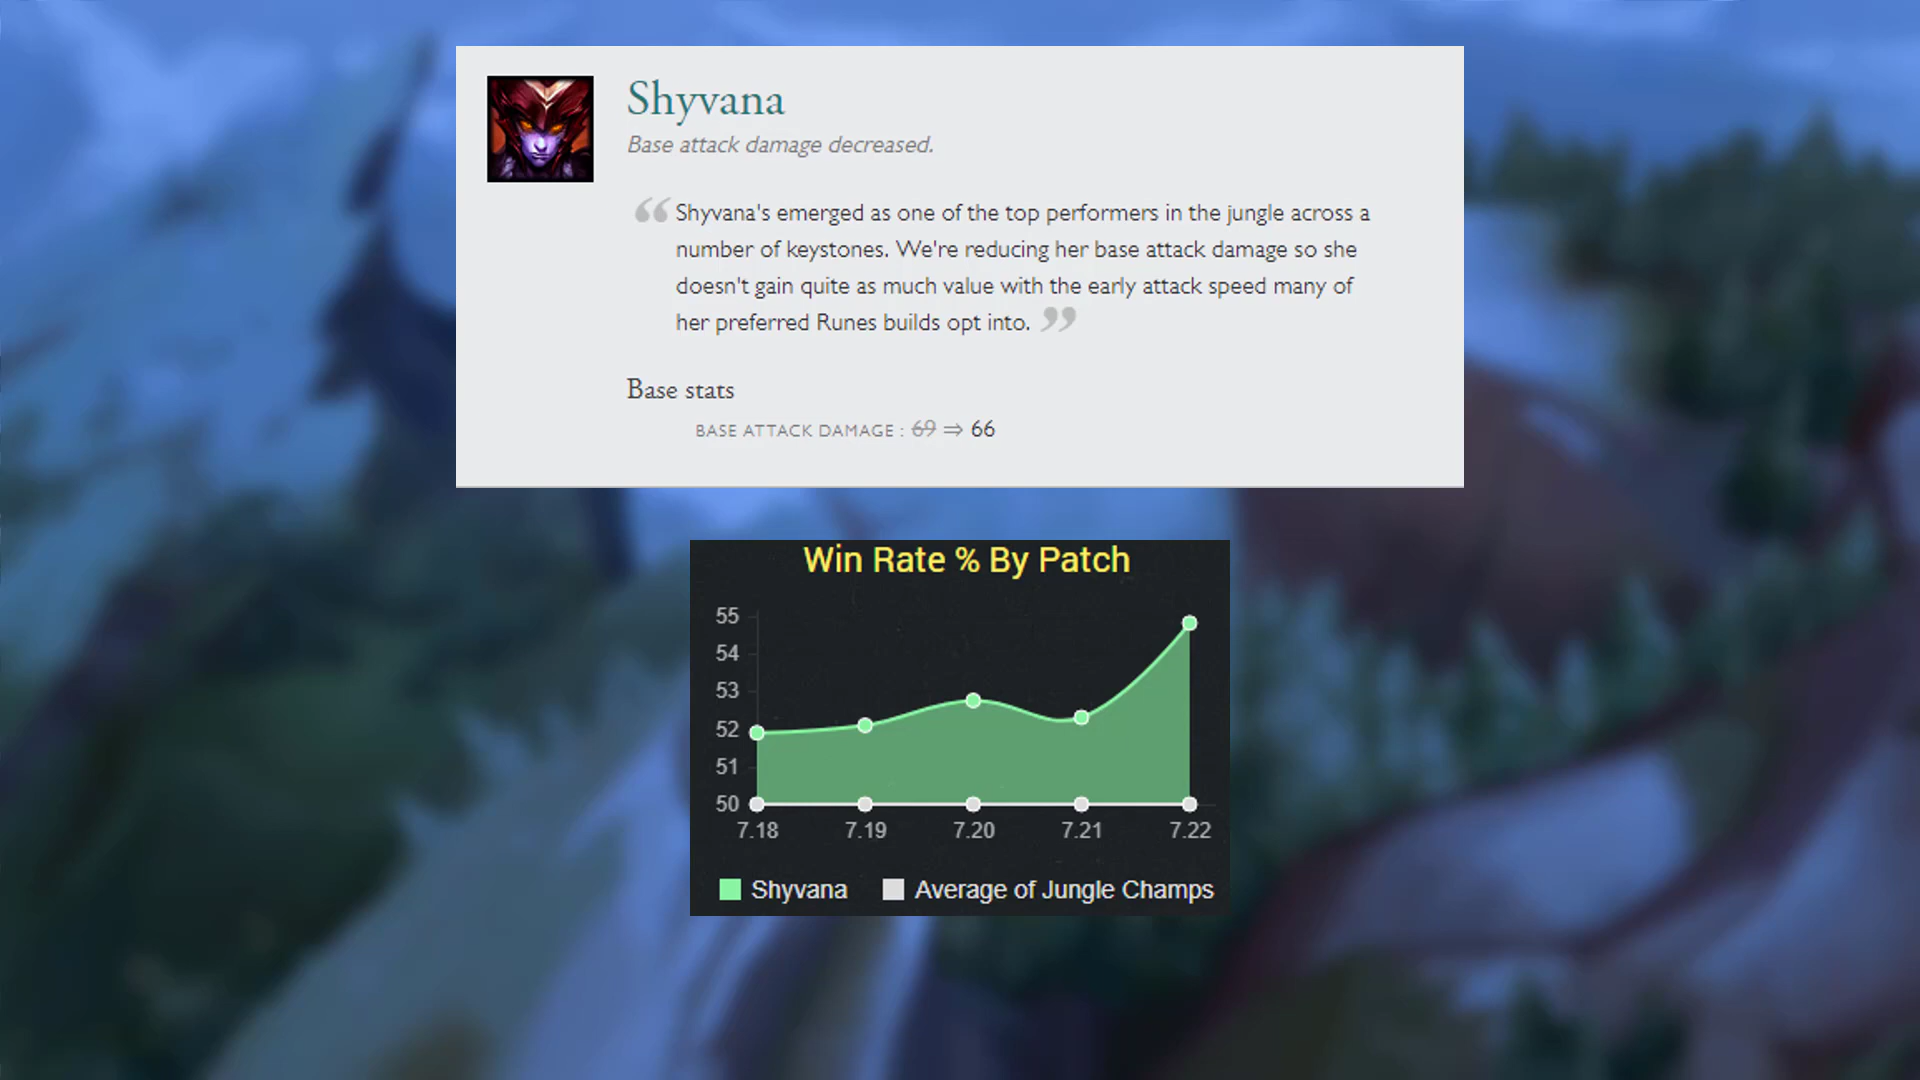 Shyvana
Base attack damage decreased.
“Shyvana's emerged as one of the top performers in the jungle across a
number of keystones. We're reducing her base attack damage so she
doesn't gain quite as much value with the early attack speed many of
her preferred Runes builds opt into.”
Base stats
BASE ATTACK DAMAGE : 69 ⇒ 66
Win Rate % By Patch
55
54
53
52
51
50
7.18 7.19 7.20 7.21 7.22
Shyvana Average of Jungle Champs